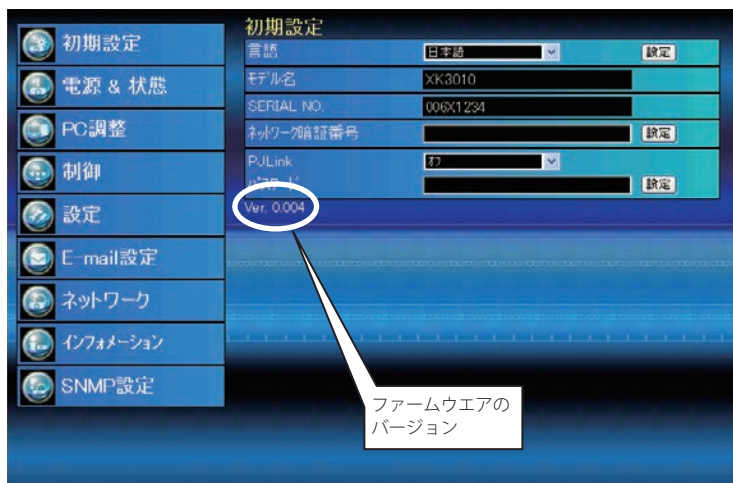 初期設定
電源 & 状態
PC調整
制御
設定
E-mail設定
ネットワーク
インフォメーション
SNMP設定
初期設定
言語 日本語 設定
モデル名 XK3010
SERIAL NO. 006X1234
ネットワーク暗証番号 設定
PJLink オフ
パスワード 設定
Ver. 0.004
ファームウエアの
バージョン